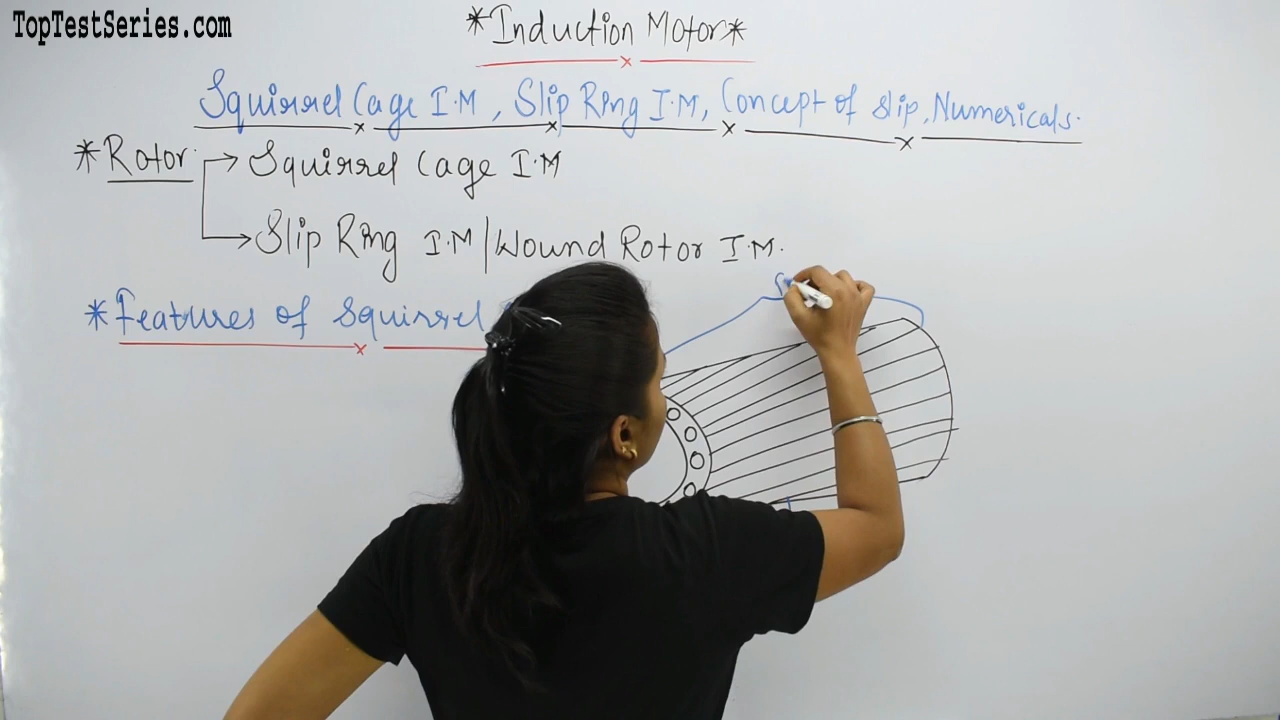 TopTestSeries.com
*Induction Motor*
Squirrel Cage I.M , Slip Ring I.M, Concept of slip, Numericals.
*Rotor. → Squirrel Cage I.M
→ Slip Ring I.M/Wound Rotor I.M.
*Features of Squirrel